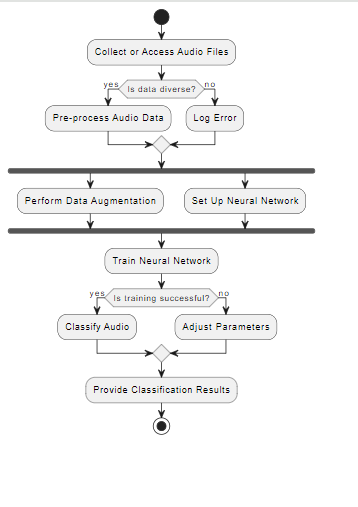 Collect or Access Audio Files
yes
Is data diverse?
no
Pre-process Audio Data
Log Error
Perform Data Augmentation
Set Up Neural Network
Train Neural Network
yes
Is training successful?
no
Classify Audio
Adjust Parameters
Provide Classification Results